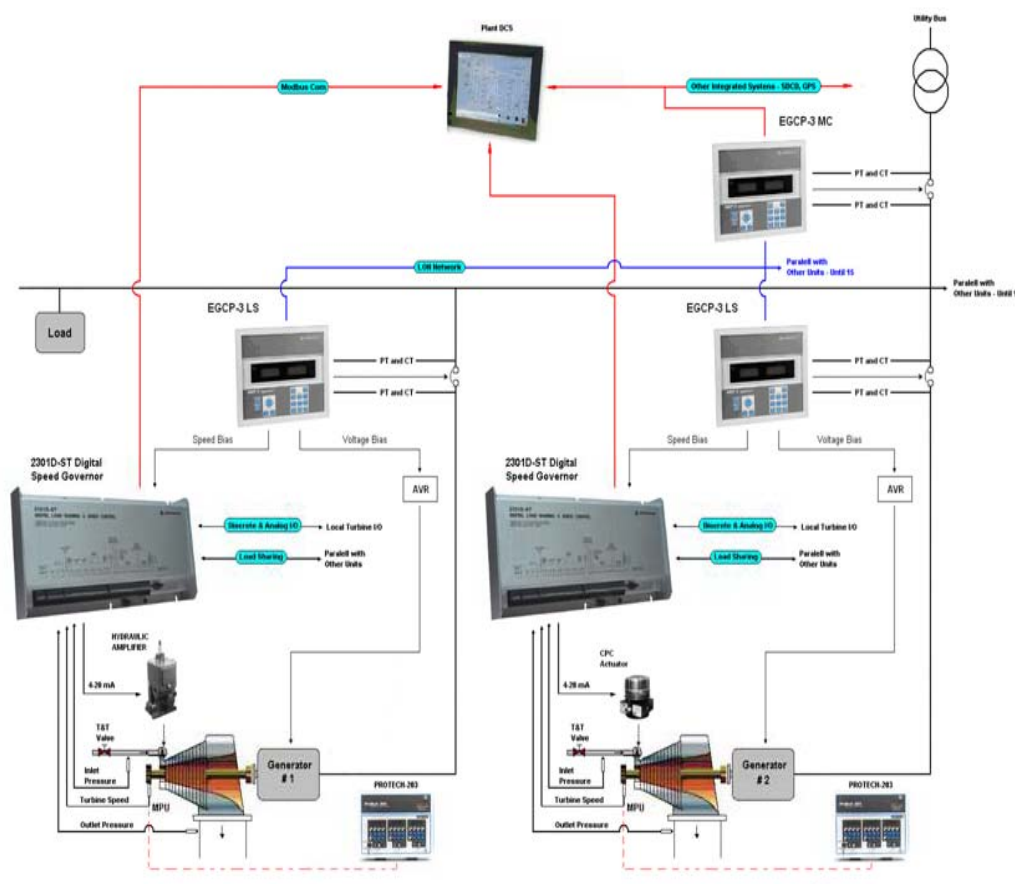 Utility Bus
Plant DCS
Modbus Com
Other Integrated Systems - SDCD, GPS
EGCP-3 MC
PT and CT
PT and CT
LON Network
Paralell with
Other Units - Until 15
Paralell with
Other Units - Until
Load
EGCP-3 LS
EGCP-3 LS
PT and CT
PT and CT
PT and CT
PT and CT
Speed Bias
Voltage Bias
Speed Bias
Voltage Bias
2301D-ST Digital
Speed Governor
AVR
2301D-ST Digital
Speed Governor
AVR
Discrete & Analog I/O
Local Turbine I/O
Load Sharing
Paralell with
Other Units
Discrete & Analog I/O
Local Turbine I/O
Load Sharing
Paralell with
Other Units
HYDRAULIC
AMPLIFIER
4-20 mA
CPC
Actuator
4-20 mA
T&T
Valve
Inlet
Pressure
Turbine Speed
MPU
Outlet Pressure
Generator
# 1
PROTECH-203
T&T
Valve
Inlet
Pressure
Turbine Speed
MPU
Outlet Pressure
Generator
# 2
PROTECH-203